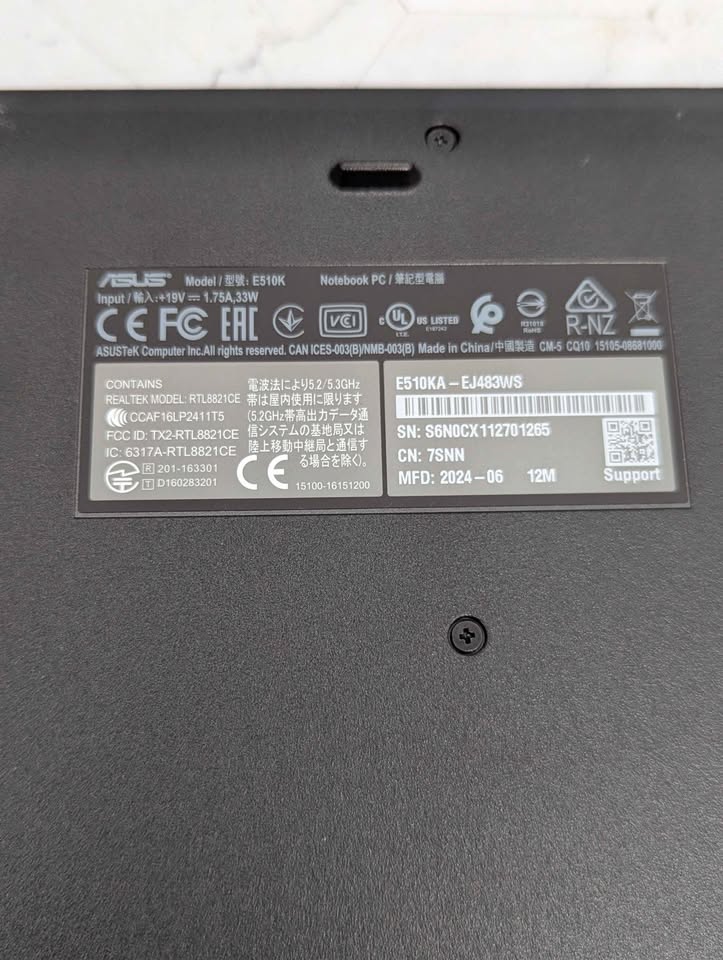 ASUS Model / 型號: E510K Notebook PC / 筆記型電腦
Input / 輸入:+19V⎓ 1.75A,33W
CE FC EAC VCI c UL US LISTED R-NZ
I.T.E. E187242 R31018 RoHS
ASUSTeK Computer Inc.All rights reserved. CAN ICES-003(B)/NMB-003(B) Made in China/中國製造 CM-5 CQ10 15105-08681000
CONTAINS
REALTEK MODEL: RTL8821CE
CCAF16LP2411T5
FCC ID: TX2-RTL8821CE
IC: 6317A-RTL8821CE
R 201-163301
T D160283201
電波法により5.2/5.3GHz
帯は屋内使用に限ります
(5.2GHz帯高出力データ通
信システムの基地局又は
陸上移動中継局と通信す
る場合を除く)。
CE 15100-16151200
E510KA-EJ483WS
SN: S6N0CX112701265
CN: 7SNN
MFD: 2024-06 12M Support